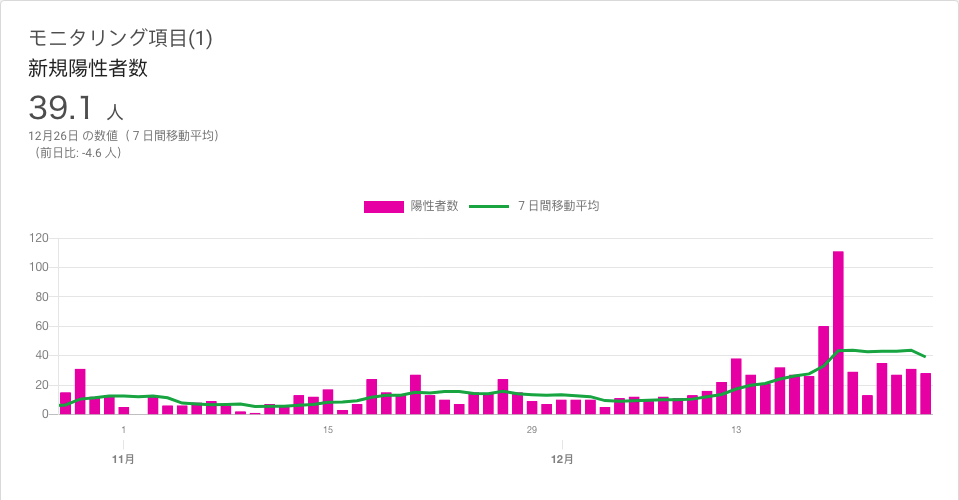 モニタリング項目(1)
新規陽性者数
39.1 人
12月26日 の数値（７日間移動平均）
（前日比: -4.6 人）
陽性者数 ７日間移動平均
120
100
80
60
40
20
0
1 15 29 13
11月 12月